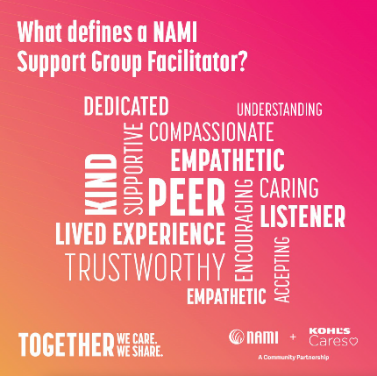 What defines a NAMI
Support Group Facilitator?
DEDICATED
UNDERSTANDING
COMPASSIONATE
SUPPORTIVE
KIND
EMPATHETIC
PEER
CARING
ENCOURAGING
LISTENER
LIVED EXPERIENCE
TRUSTWORTHY
ACCEPTING
EMPATHETIC
TOGETHER WE CARE. WE SHARE.
NAMI + KOHL'S Cares
A Community Partnership